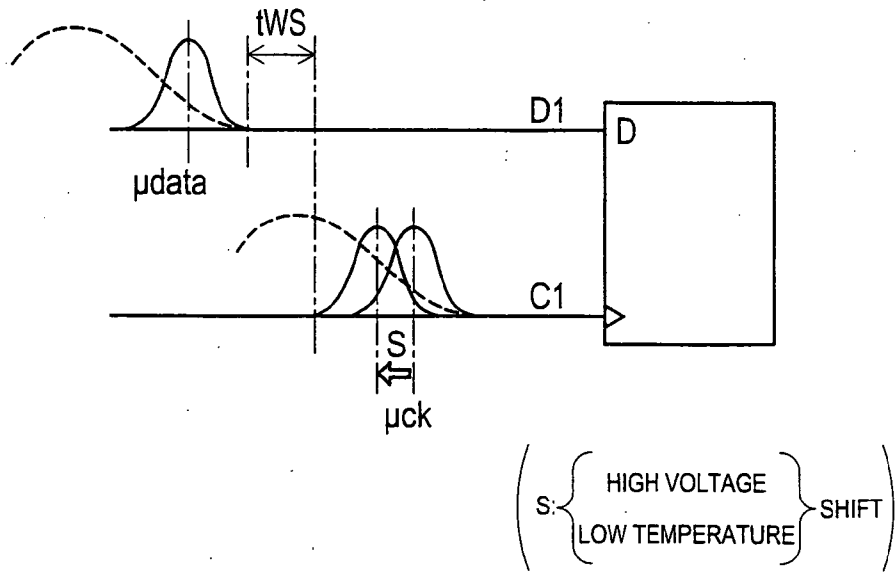 tWS
D1
D
µdata
C1
S
µck
S:
HIGH VOLTAGE
LOW TEMPERATURE
SHIFT